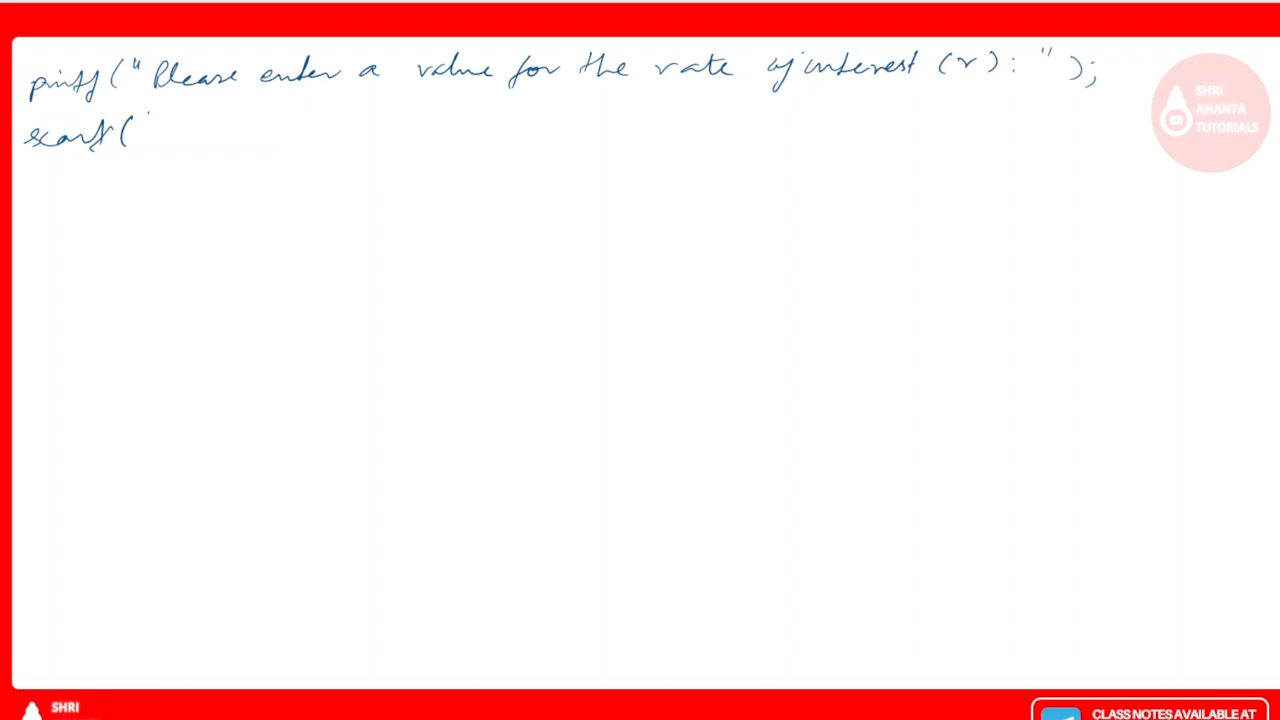 printf("Please enter a value for the rate of interest (r): ");
scanf("
SHRI
ANANTA
TUTORIALS
SHRI
CLASS NOTES AVAILABLE AT